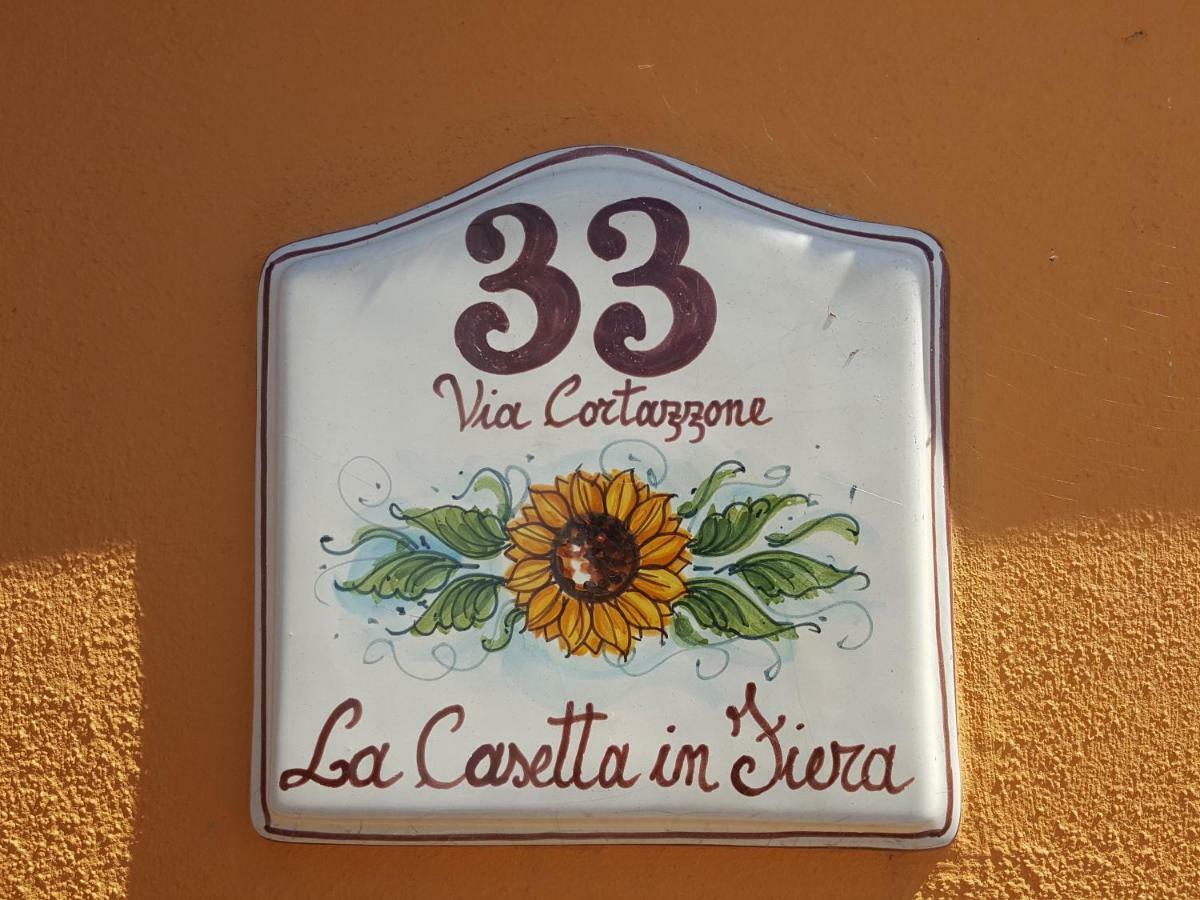 33
Via Cortazzone
La Casetta in Fiera